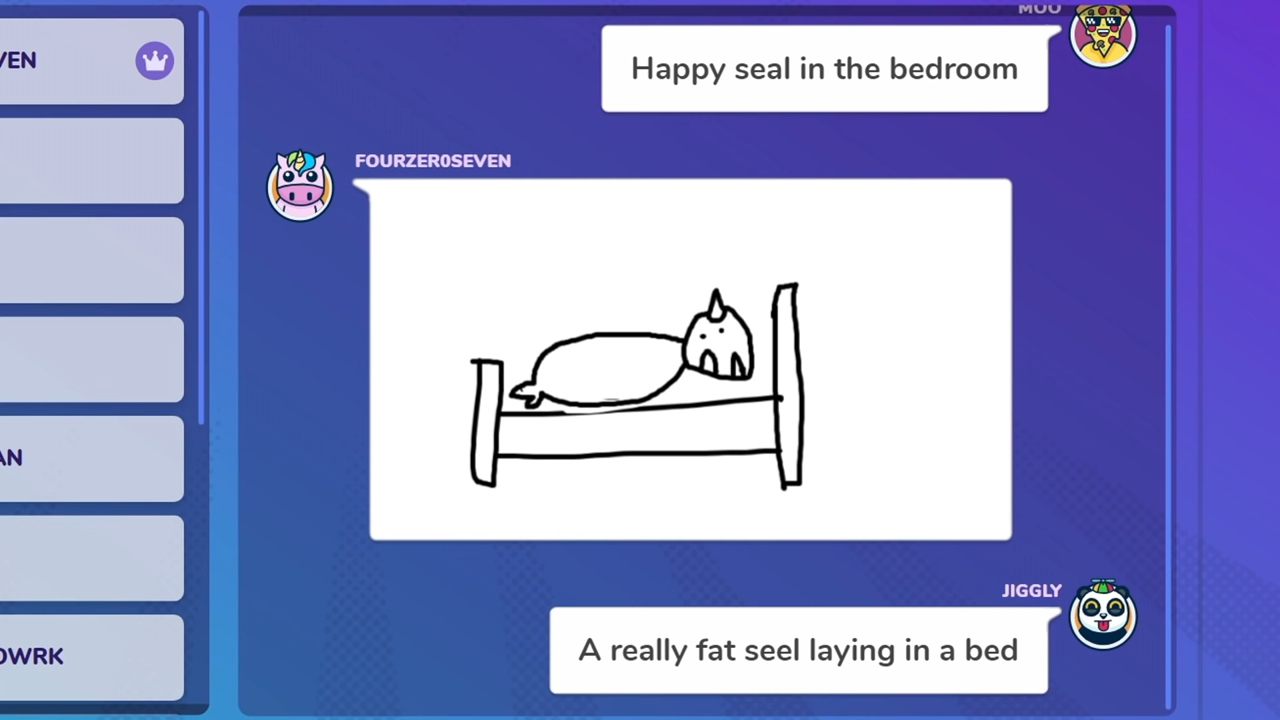 VEN
AN
OWRK
MOO
Happy seal in the bedroom
FOURZER0SEVEN
JIGGLY
A really fat seel laying in a bed